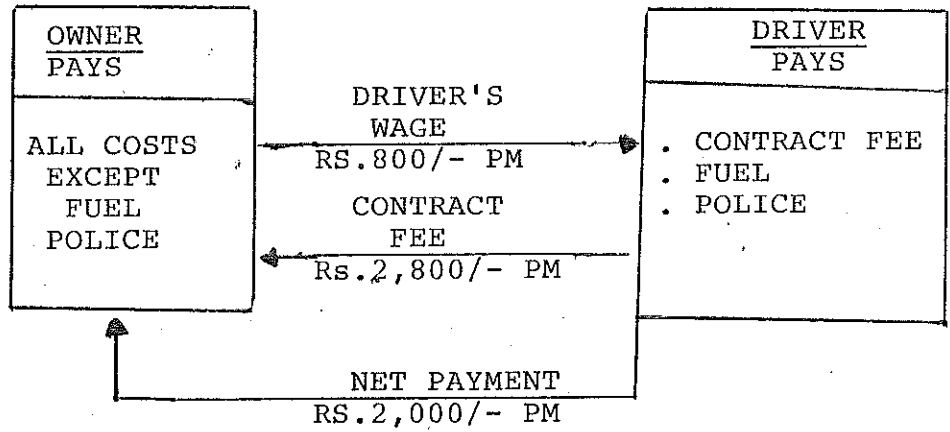 OWNER
PAYS
ALL COSTS
EXCEPT
FUEL
POLICE
DRIVER'S
WAGE
RS.800/- PM
CONTRACT
FEE
Rs.2,800/- PM
NET PAYMENT
RS.2,000/- PM
DRIVER
PAYS
. CONTRACT FEE
. FUEL
. POLICE